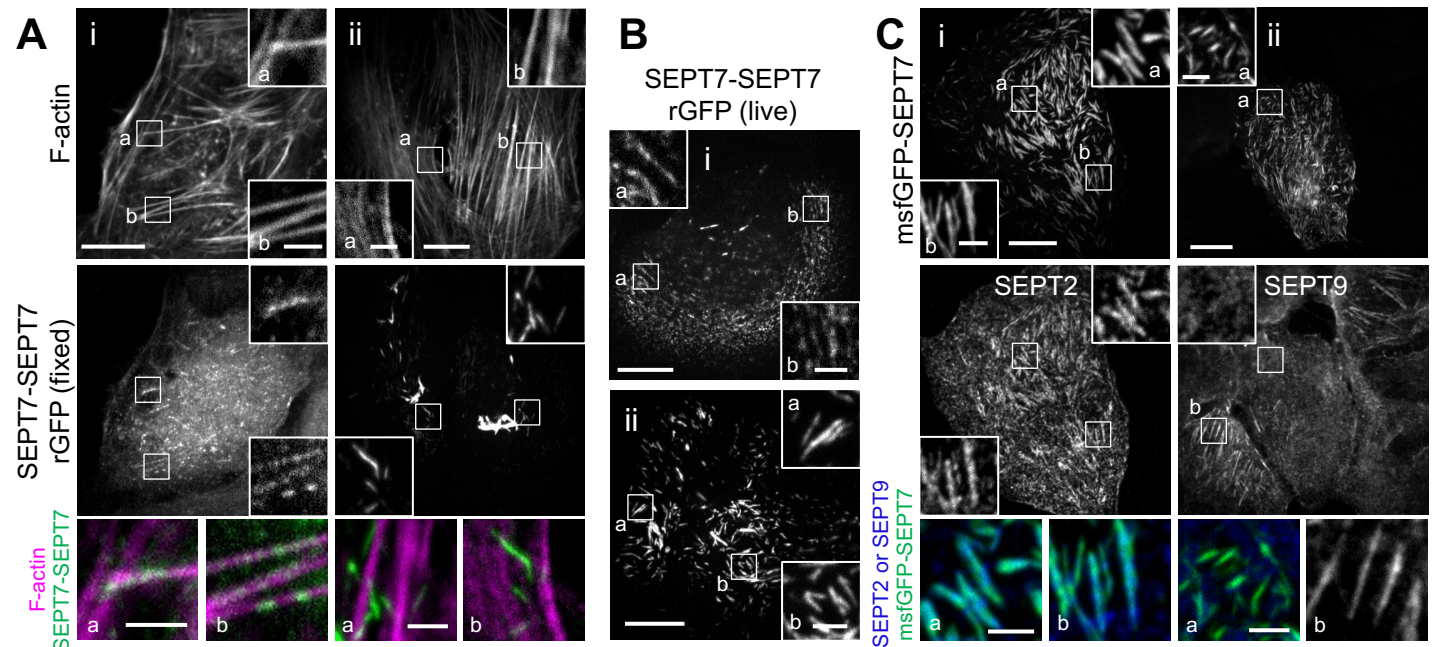 A
i
a
b
a
b
F-actin
ii
a
b
b
a
SEPT7-SEPT7
rGFP (fixed)
F-actin
SEPT7-SEPT7
a
b
a
b
B
SEPT7-SEPT7
rGFP (live)
i
a
a
b
b
ii
a
a
b
b
C
msfGFP-SEPT7
i
a
a
b
b
ii
a
a
SEPT2
SEPT9
b
SEPT2 or SEPT9
msfGFP-SEPT7
a
b
a
b